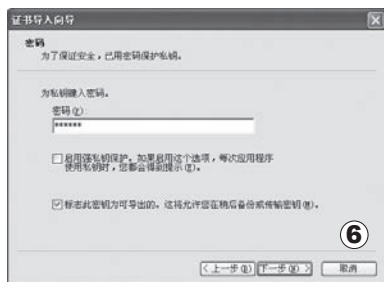 证书导入向导
密码
为了保证安全，已用密码保护私钥。
为私钥键入密码。
密码(P):
******
启用强私钥保护。如果启用这个选项，每次应用程序
使用私钥时，您都会得到提示(E)。
标志此密钥为可导出的。这将允许您在稍后备份或传输密钥(M)。
6
<上一步(B) 下一步(N)> 取消